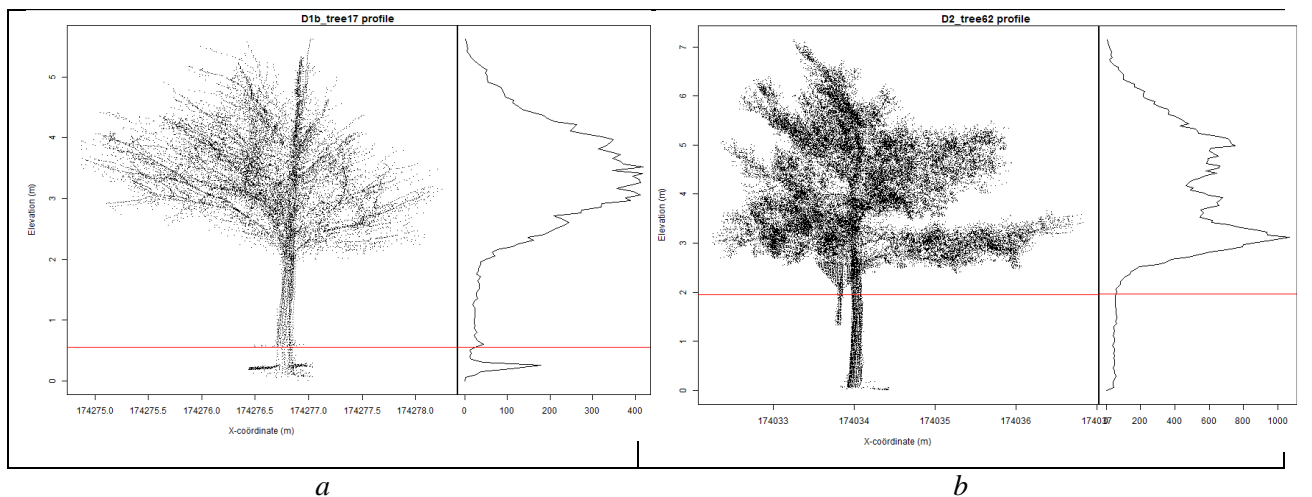 D1b_tree17 profile
D2_tree62 profile
Elevation (m)
5
4
3
2
1
0
174275.0 174275.5 174276.0 174276.5 174277.0 174277.5 174278.0
0 100 200 300 400
X-coördinate (m)
Elevation (m)
7
6
5
4
3
2
1
0
174033 174034 174035 174036
0 200 400 600 800 1000
X-coördinate (m)
a
b